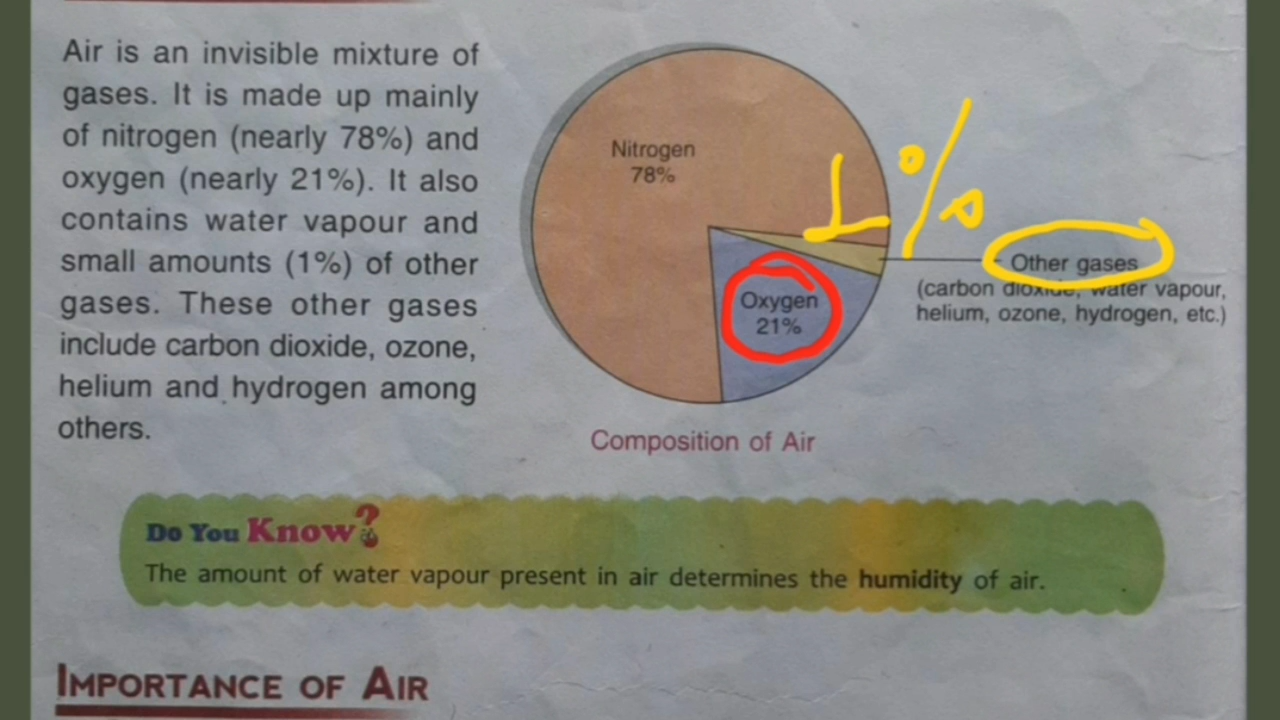 Air is an invisible mixture of
gases. It is made up mainly
of nitrogen (nearly 78%) and
oxygen (nearly 21%). It also
contains water vapour and
small amounts (1%) of other
gases. These other gases
include carbon dioxide, ozone,
helium and hydrogen among
others.
Nitrogen
78%
1%
Oxygen
21%
Other gases
(carbon dioxide, water vapour,
helium, ozone, hydrogen, etc.)
Composition of Air
Do You Know?
The amount of water vapour present in air determines the humidity of air.
IMPORTANCE OF AIR